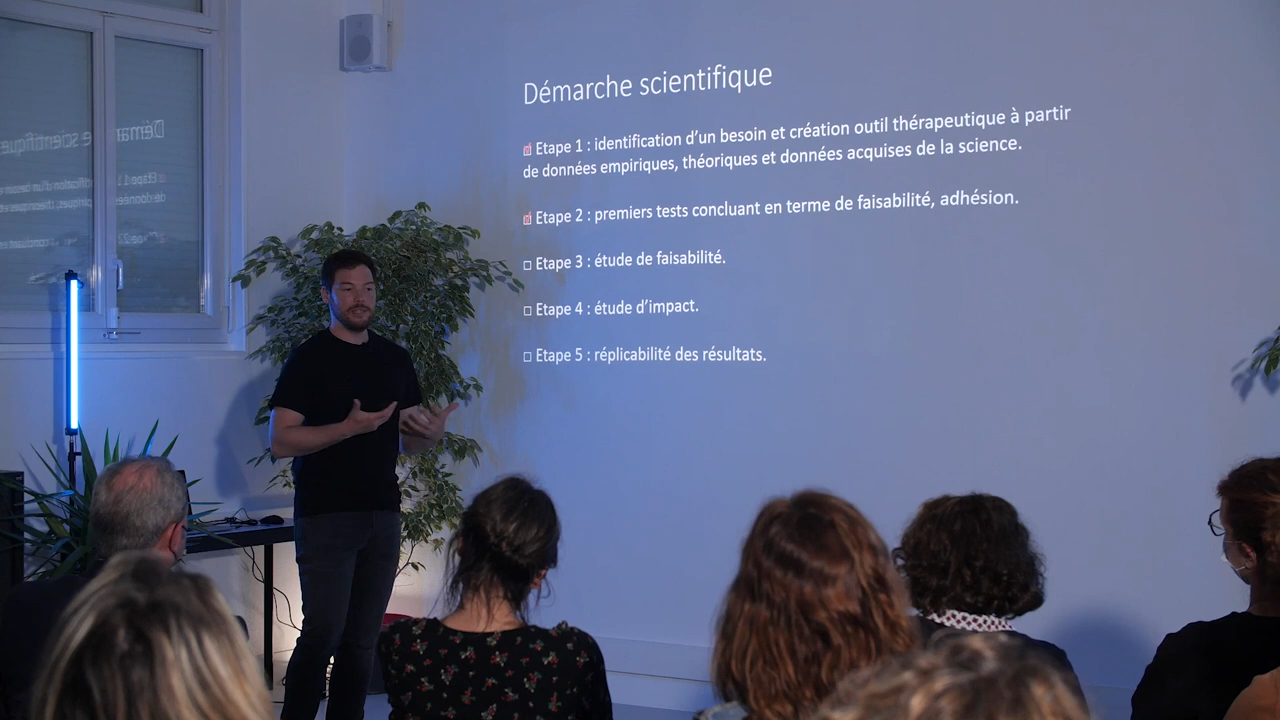 Démarche scientifique
☑ Etape 1 : identification d'un besoin et création outil thérapeutique à partir
de données empiriques, théoriques et données acquises de la science.
☑ Etape 2 : premiers tests concluant en terme de faisabilité, adhésion.
☐ Etape 3 : étude de faisabilité.
☐ Etape 4 : étude d'impact.
☐ Etape 5 : réplicabilité des résultats.